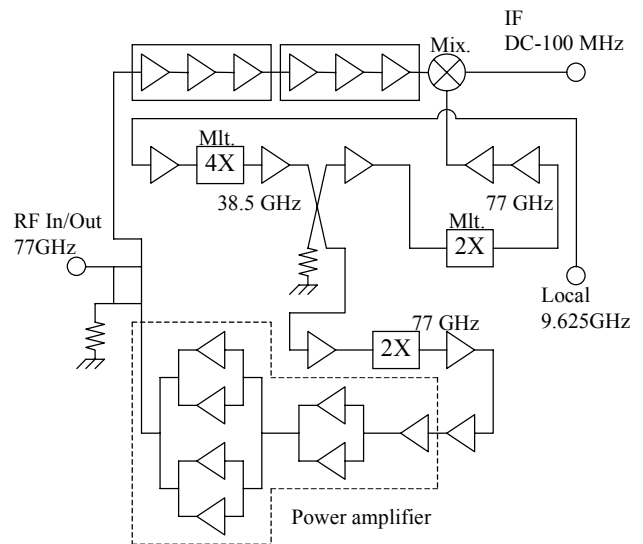 IF
DC-100 MHz
Mix.
Mlt.
4X
38.5 GHz
77 GHz
Mlt.
2X
RF In/Out
77GHz
Local
9.625GHz
77 GHz
2X
Power amplifier